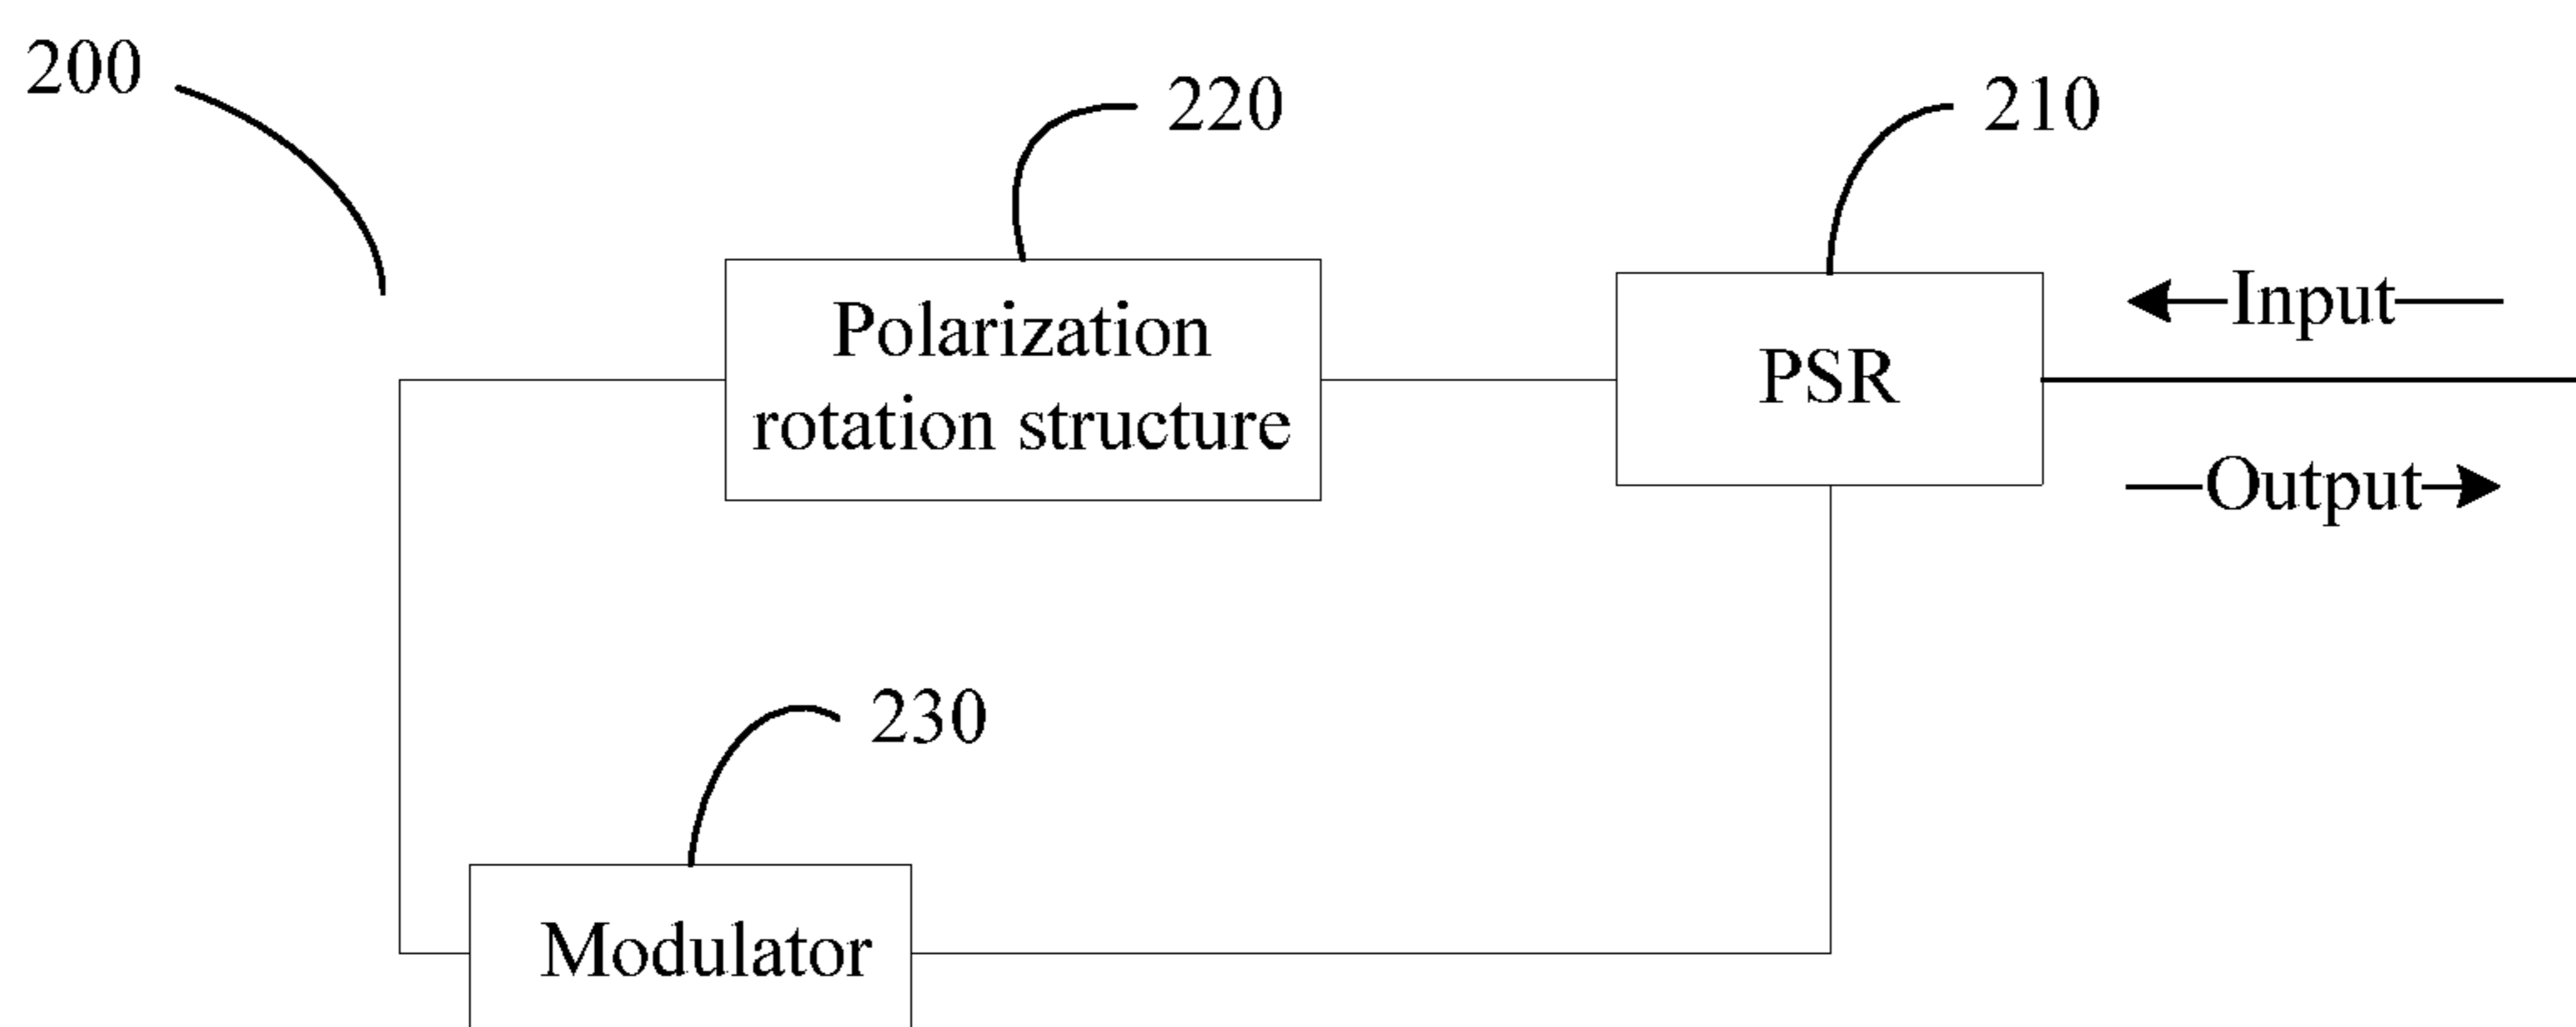 200
220
210
Polarization
rotation structure
PSR
Input
Output
230
Modulator